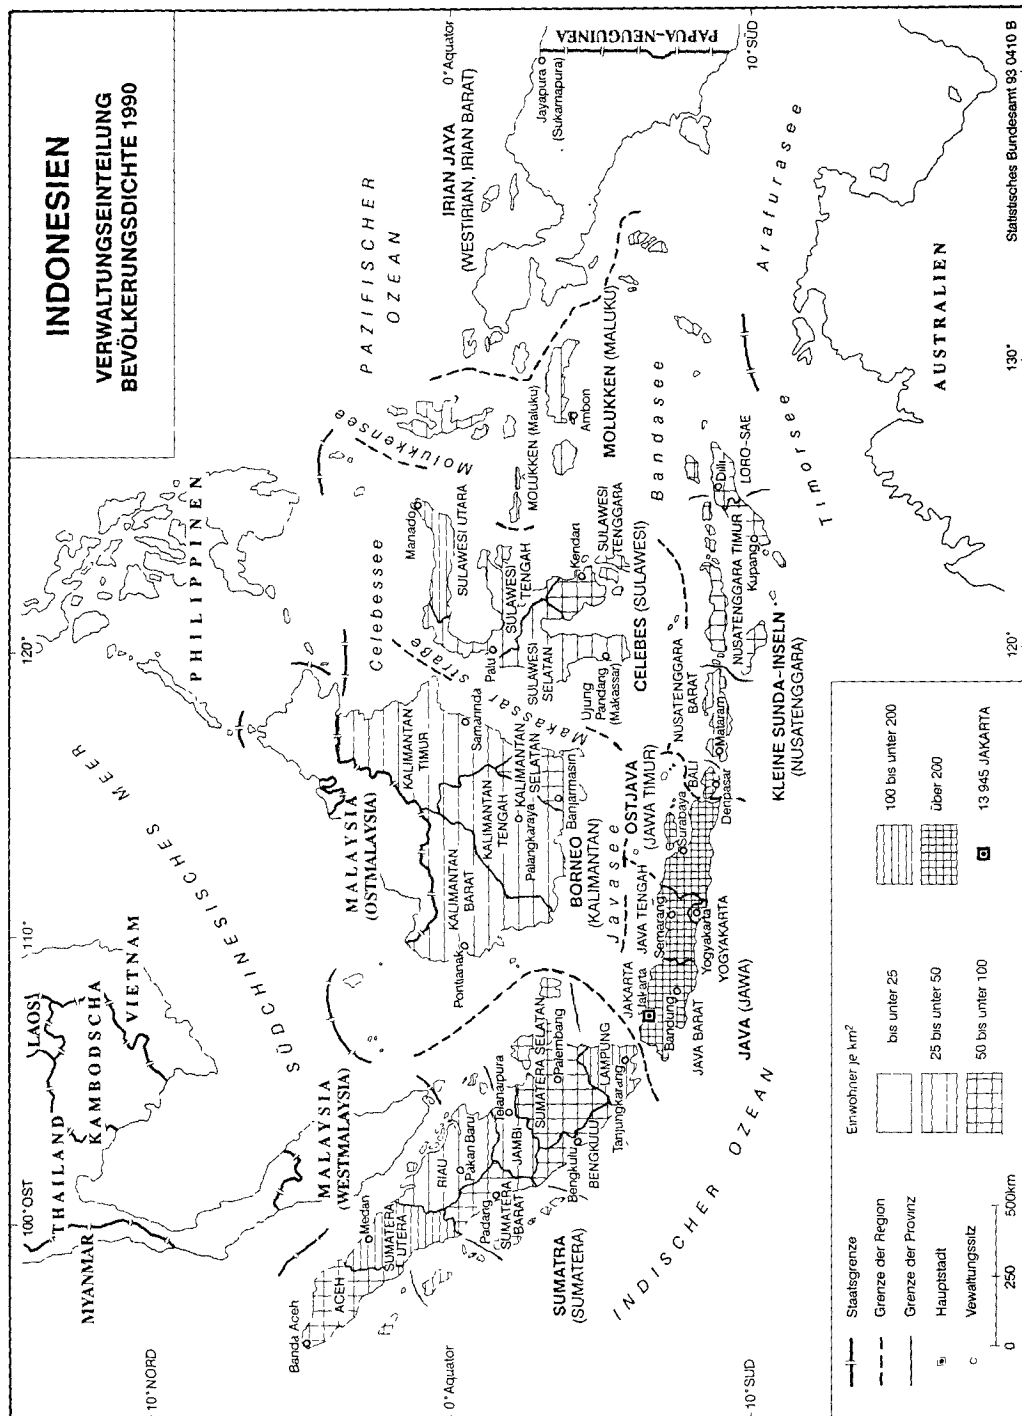 INDONESIEN
VERWALTUNGSEINTEILUNG
BEVÖLKERUNGSDICHTE 1990
100°OST
110°
120°
LAOS
THAILAND
MYANMAR
KAMBODSCHA
VIETNAM
10°NORD
SÜDCHINESISCHES MEER
PHILIPPINEN
PAZIFISCHER
OZEAN
MALAYSIA
(WESTMALAYSIA)
MALAYSIA
(OSTMALAYSIA)
Celebessee
Molukkensee
Banda Aceh
ACEH
Medan
SUMATERA
UTERA
RIAU
Pakan Baru
Padang
SUMATERA
BARAT
Telanaipura
JAMBI
SUMATERA SELATAN
Palembang
Bengkulu
BENGKULU
LAMPUNG
Tanjungkarang
SUMATRA
(SUMATERA)
0°Aquator
Pontianak
KALIMANTAN
BARAT
KALIMANTAN
TENGAH
Palangkaraya
KALIMANTAN
TIMUR
Samarinda
KALIMANTAN
SELATAN
Banjarmasin
BORNEO
(KALIMANTAN)
Makassar
straße
Manado
SULAWESI UTARA
Palu
SULAWESI
TENGAH
SULAWESI
SELATAN
Ujung
Pandang
(Makassar)
Kendari
SULAWESI
TENGGARA
CELEBES (SULAWESI)
MOLUKKEN (Maluku)
Ambon
MOLUKKEN (MALUKU)
IRIAN JAYA
(WESTIRIAN, IRIAN BARAT)
0°Aquator
Jayapura
(Sukarnapura)
PAPUA-NEUGUINEA
Javasee
Bandasee
JAKARTA
Jakarta
Bandung
JAVA BARAT
JAVA TENGAH
Semarang
Yogyakarta
YOGYAKARTA
OSTJAVA
(JAWA TIMUR)
Surabaya
JAVA (JAWA)
BALI
Denpasar
NUSATENGGARA
BARAT
Mataram
NUSATENGGARA TIMUR
Kupang
Dilli
LORO-SAE
KLEINE SUNDA-INSELN
(NUSATENGGARA)
INDISCHER OZEAN
Timorsee
Arafurasee
AUSTRALIEN
10°SUD
10°SÜD
120°
130°
Staatsgrenze
Grenze der Region
Grenze der Provinz
Hauptstadt
Vewaltungssitz
0 250 500km
Einwohner je km²
bis unter 25
25 bis unter 50
50 bis unter 100
100 bis unter 200
über 200
13 945 JAKARTA
Statistisches Bundesamt 93 0410 B